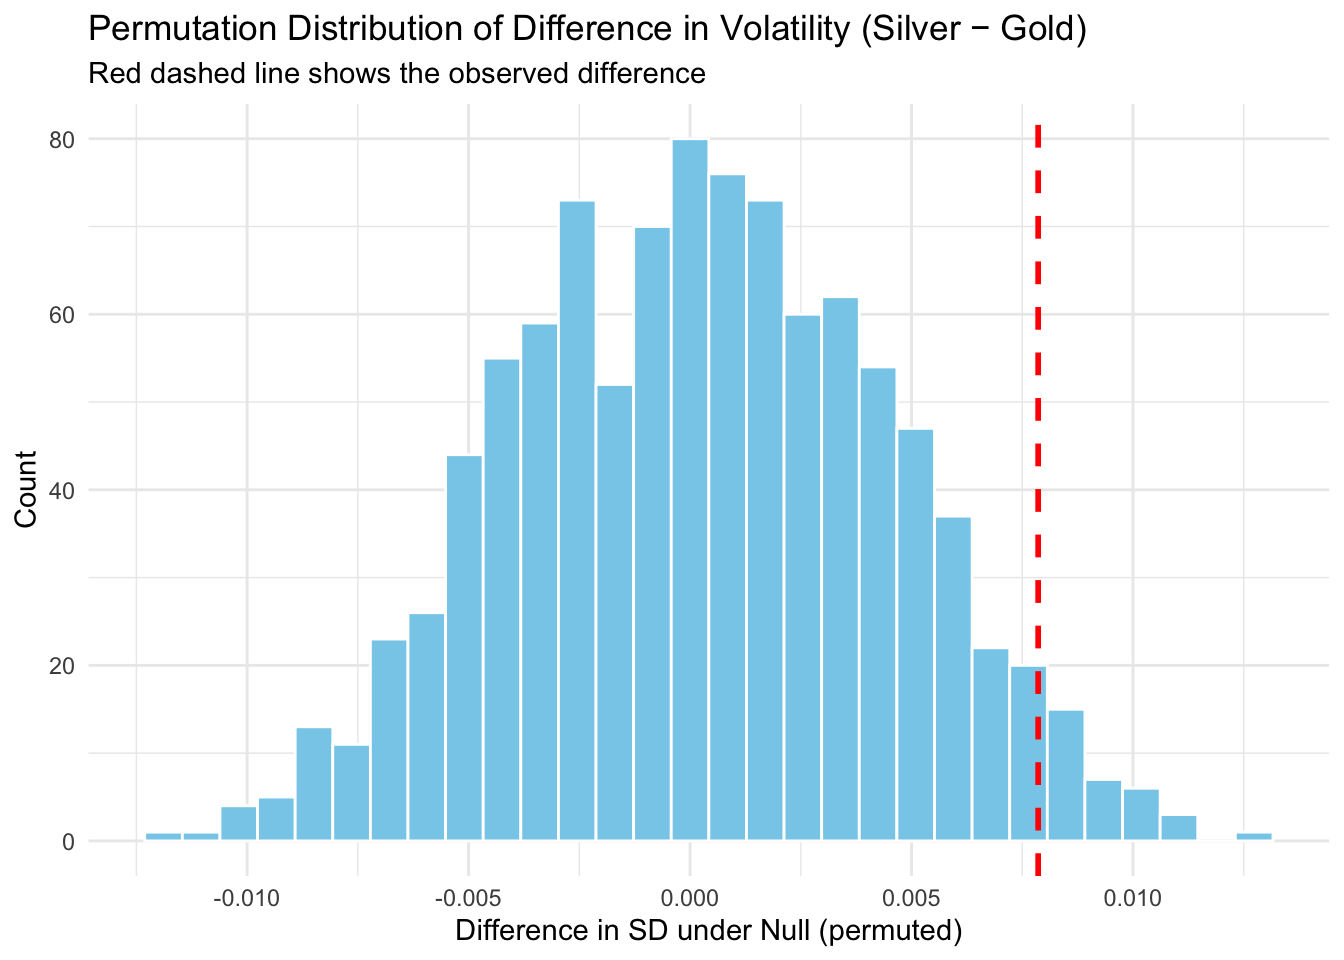 Permutation Distribution of Difference in Volatility (Silver − Gold)
Red dashed line shows the observed difference
80
60
40
20
0
Count
-0.010
-0.005
0.000
0.005
0.010
Difference in SD under Null (permuted)